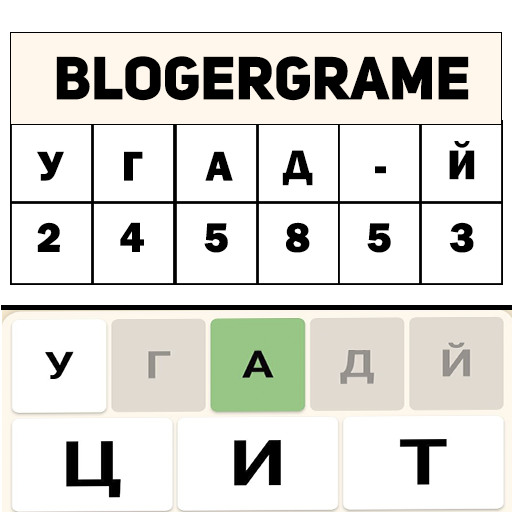 BLOGERGRAME
У Г А Д - Й
2 4 5 8 5 3
У Г А Д Й
Ц И Т